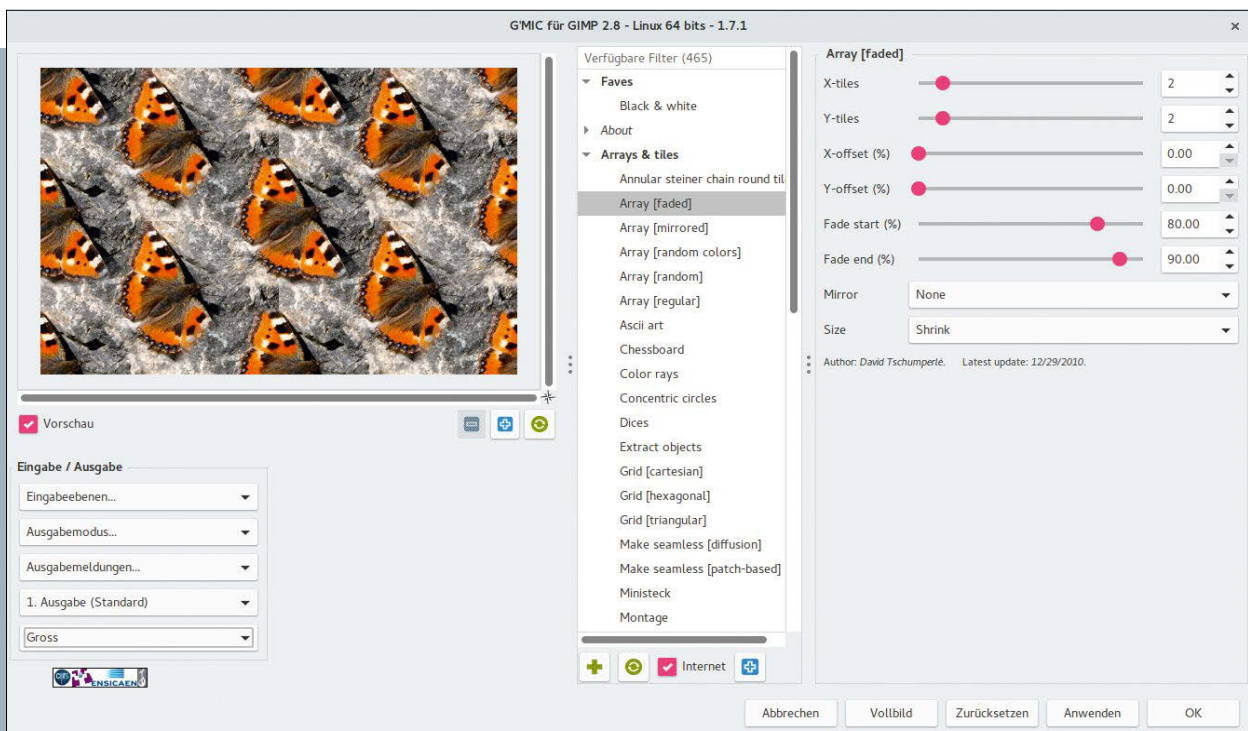 G'MIC für GIMP 2.8 - Linux 64 bits - 1.7.1
Vorschau
Eingabe / Ausgabe
Eingabeebenen...
Ausgabemodus...
Ausgabemeldungen...
1. Ausgabe (Standard)
Gross
ENSICAEN
Verfügbare Filter (465)
Faves
Black & white
About
Arrays & tiles
Annular steiner chain round til
Array [faded]
Array [mirrored]
Array [random colors]
Array [random]
Array [regular]
Ascii art
Chessboard
Color rays
Concentric circles
Dices
Extract objects
Grid [cartesian]
Grid [hexagonal]
Grid [triangular]
Make seamless [diffusion]
Make seamless [patch-based]
Ministeck
Montage
Internet
Array [faded]
X-tiles 2
Y-tiles 2
X-offset (%) 0.00
Y-offset (%) 0.00
Fade start (%) 80.00
Fade end (%) 90.00
Mirror None
Size Shrink
Author: David Tschumperlé. Latest update: 12/29/2010.
Abbrechen Vollbild Zurücksetzen Anwenden OK